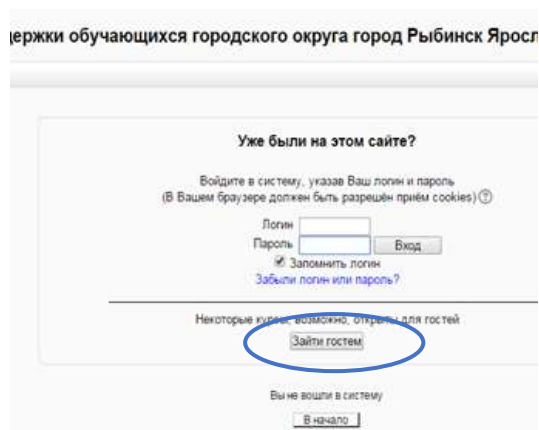 держки обучающихся городского округа город Рыбинск Яросл
Уже были на этом сайте?
Войдите в систему, указав Ваш логин и пароль
(В Вашем браузере должен быть разрешён приём cookies) ?
Логин
Пароль Вход
Запомнить логин
Забыли логин или пароль?
Некоторые курсы, возможно, открыты для гостей
Зайти гостем
Вы не вошли в систему
В начало